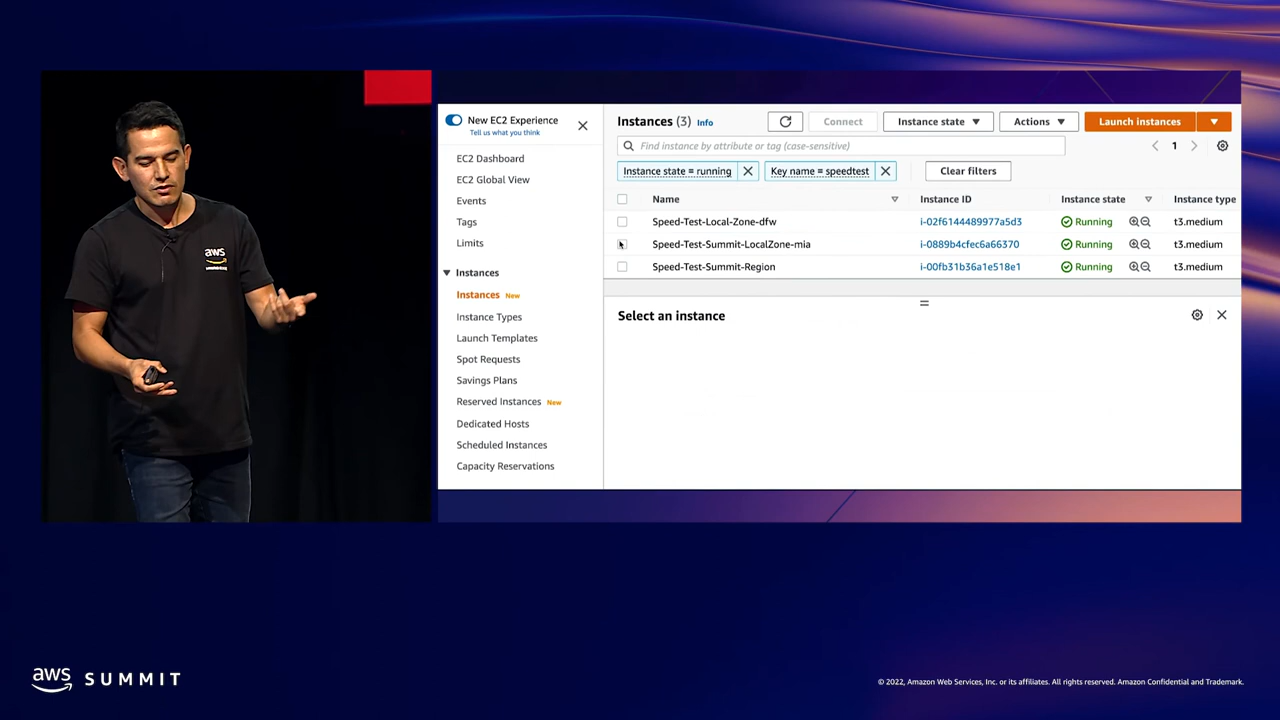 aws
New EC2 Experience
Tell us what you think
EC2 Dashboard
EC2 Global View
Events
Tags
Limits
Instances
Instances New
Instance Types
Launch Templates
Spot Requests
Savings Plans
Reserved Instances New
Dedicated Hosts
Scheduled Instances
Capacity Reservations
Instances (3) Info
Connect
Instance state
Actions
Launch instances
Find instance by attribute or tag (case-sensitive)
1
Instance state = running
Key name = speedtest
Clear filters
Name Instance ID Instance state Instance type
Speed-Test-Local-Zone-dfw i-02f6144489977a5d3 Running t3.medium
Speed-Test-Summit-LocalZone-mia i-0889b4cfec6a66370 Running t3.medium
Speed-Test-Summit-Region i-00fb31b36a1e518e1 Running t3.medium
Select an instance
aws SUMMIT
© 2022, Amazon Web Services, Inc. or its affiliates. All rights reserved. Amazon Confidential and Trademark.